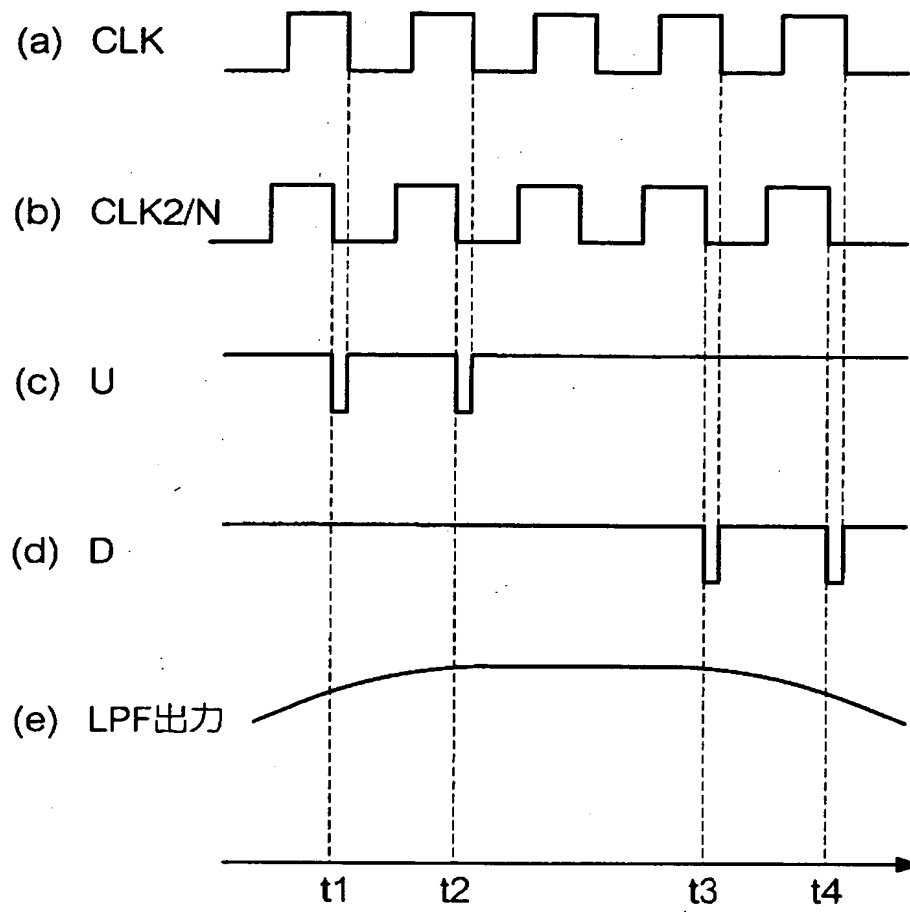 (a) CLK
(b) CLK2/N
(c) U
(d) D
(e) LPF出力
t1 t2 t3 t4